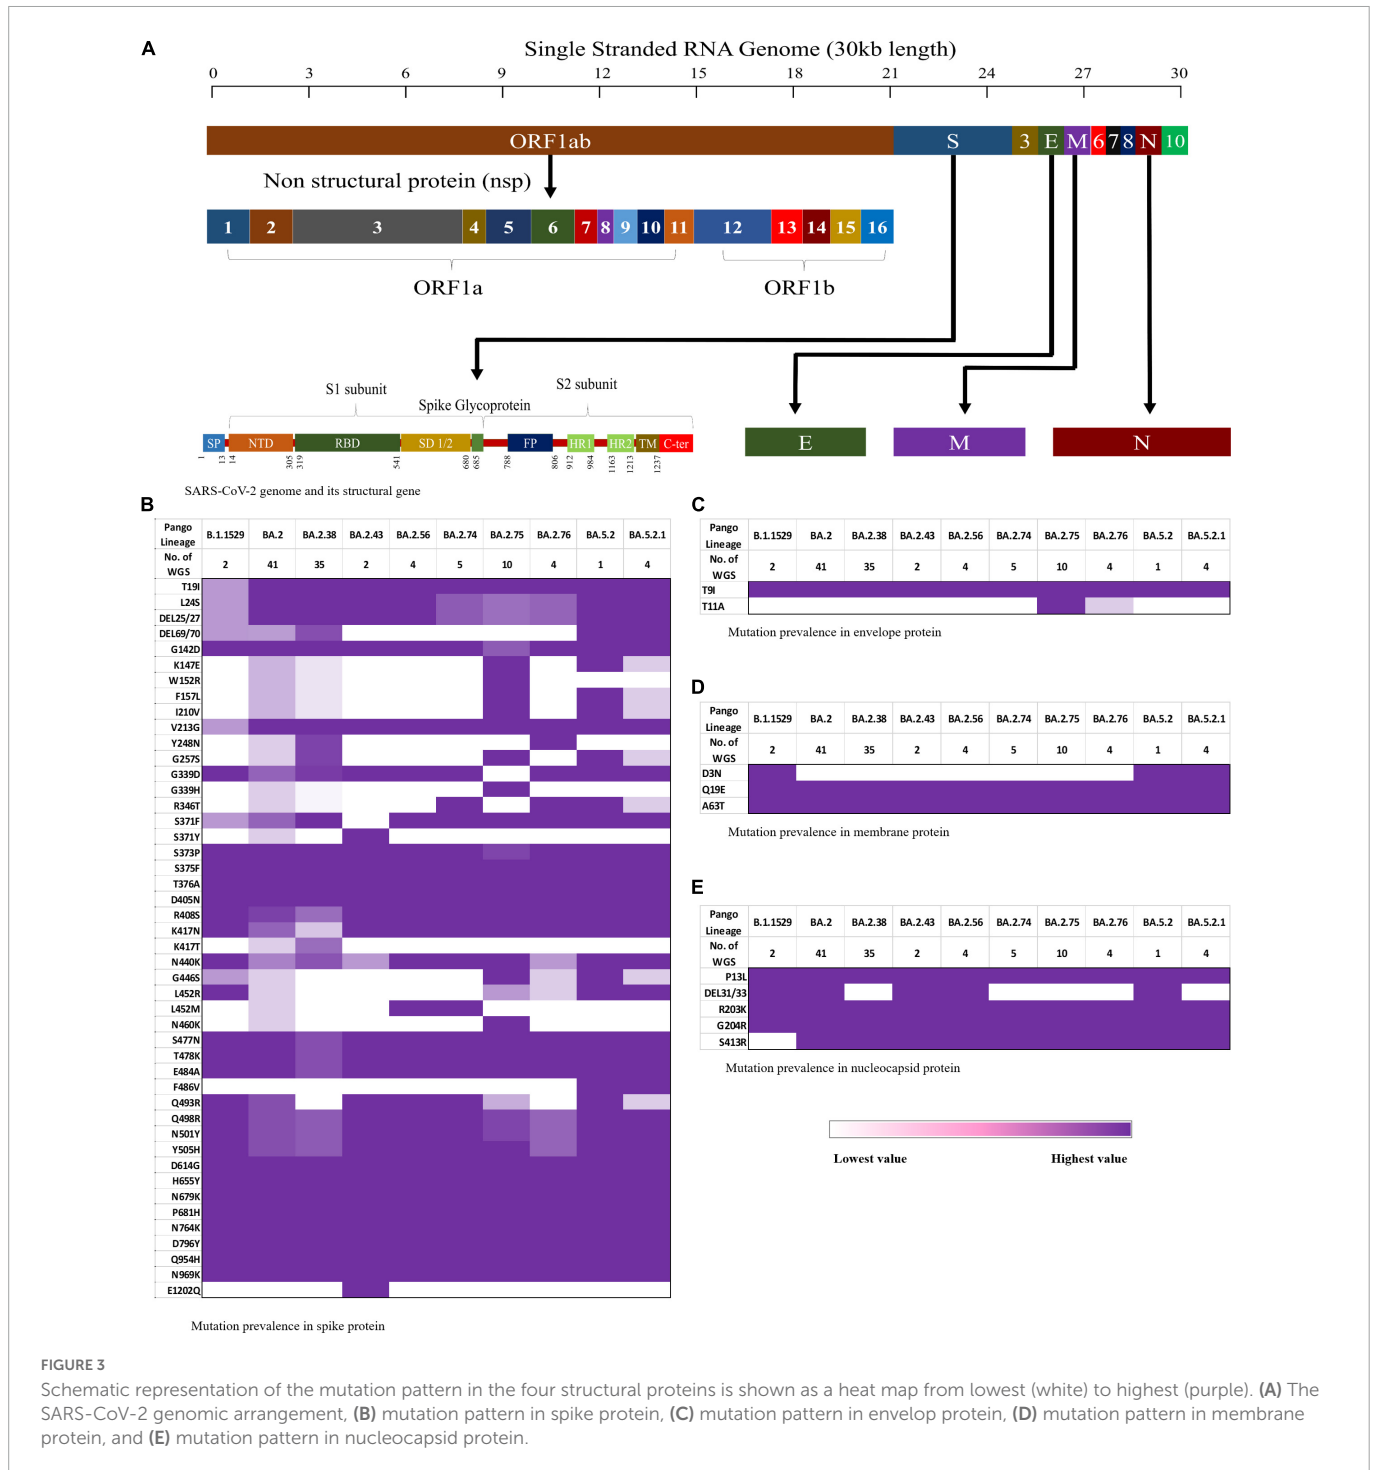 A
Single Stranded RNA Genome (30kb length)
0 3 6 9 12 15 18 21 24 27 30
ORF1ab S 3 E M 6 7 8 N 10
Non structural protein (nsp)
1 2 3 4 5 6 7 8 9 10 11 12 13 14 15 16
ORF1a ORF1b
S1 subunit S2 subunit
Spike Glycoprotein
SP NTD RBD SD 1/2 FP HR1 HR2 TM C-ter
1 13 14 305 319 541 680 685 788 806 912 984 1163 1213 1237
E M N
SARS-CoV-2 genome and its structural gene
B
Pango Lineage B.1.1529 BA.2 BA.2.38 BA.2.43 BA.2.56 BA.2.74 BA.2.75 BA.2.76 BA.5.2 BA.5.2.1
No. of WGS 2 41 35 2 4 5 10 4 1 4
T19I
L24S
DEL25/27
DEL69/70
G142D
K147E
W152R
F157L
I210V
V213G
Y248N
G257S
G339D
G339H
R346T
S371F
S371Y
S373P
S375F
T376A
D405N
R408S
K417N
K417T
N440K
G446S
L452R
L452M
N460K
S477N
T478K
E484A
F486V
Q493R
Q498R
N501Y
Y505H
D614G
H655Y
N679K
P681H
N764K
D796Y
Q954H
N969K
E1202Q
Mutation prevalence in spike protein
C
Pango Lineage B.1.1529 BA.2 BA.2.38 BA.2.43 BA.2.56 BA.2.74 BA.2.75 BA.2.76 BA.5.2 BA.5.2.1
No. of WGS 2 41 35 2 4 5 10 4 1 4
T9I
T11A
Mutation prevalence in envelope protein
D
Pango Lineage B.1.1529 BA.2 BA.2.38 BA.2.43 BA.2.56 BA.2.74 BA.2.75 BA.2.76 BA.5.2 BA.5.2.1
No. of WGS 2 41 35 2 4 5 10 4 1 4
D3N
Q19E
A63T
Mutation prevalence in membrane protein
E
Pango Lineage B.1.1529 BA.2 BA.2.38 BA.2.43 BA.2.56 BA.2.74 BA.2.75 BA.2.76 BA.5.2 BA.5.2.1
No. of WGS 2 41 35 2 4 5 10 4 1 4
P13L
DEL31/33
R203K
G204R
S413R
Mutation prevalence in nucleocapsid protein
Lowest value Highest value
FIGURE 3
Schematic representation of the mutation pattern in the four structural proteins is shown as a heat map from lowest (white) to highest (purple). (A) The
SARS-CoV-2 genomic arrangement, (B) mutation pattern in spike protein, (C) mutation pattern in envelop protein, (D) mutation pattern in membrane
protein, and (E) mutation pattern in nucleocapsid protein.